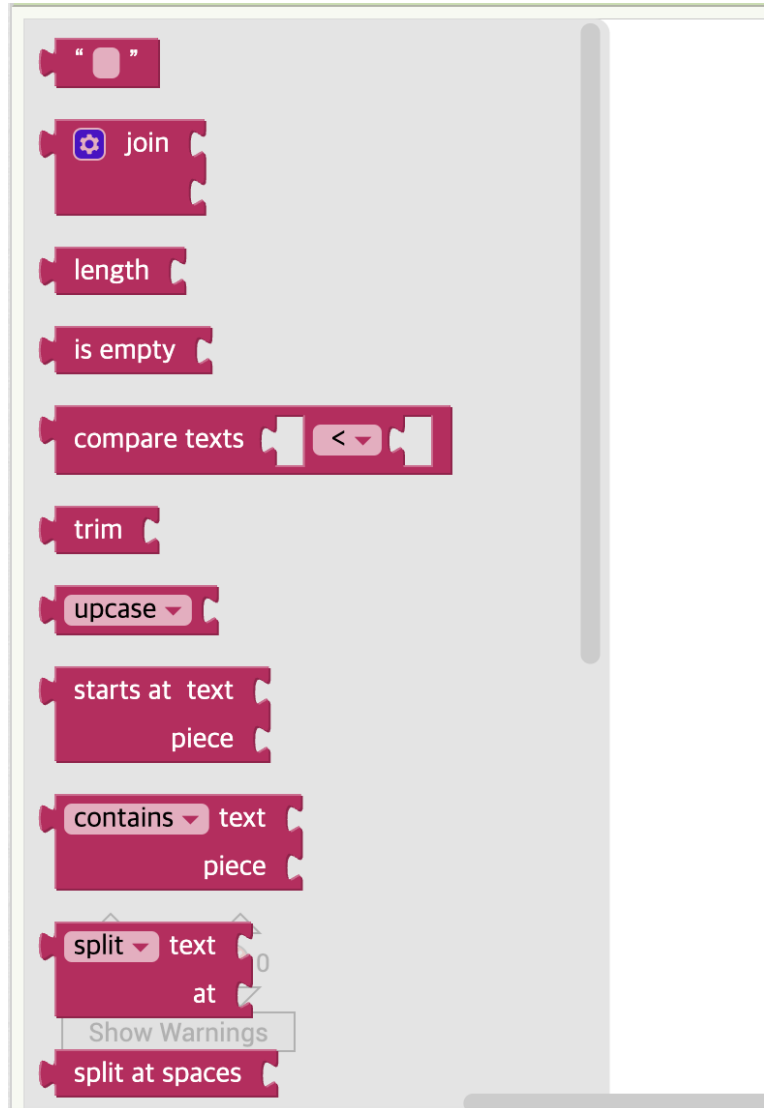 “ ”
join
length
is empty
compare texts <
trim
upcase
starts at text
piece
contains text
piece
split text
0
at
Show Warnings
split at spaces